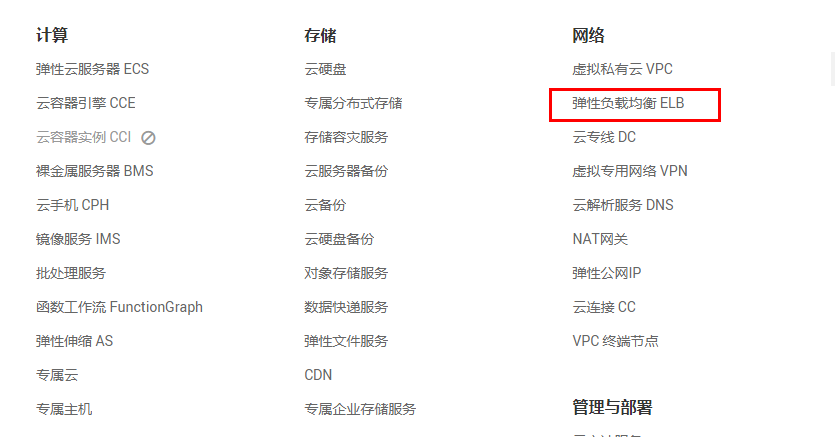 计算
弹性云服务器 ECS
云容器引擎 CCE
云容器实例 CCI
裸金属服务器 BMS
云手机 CPH
镜像服务 IMS
批处理服务
函数工作流 FunctionGraph
弹性伸缩 AS
专属云
专属主机
存储
云硬盘
专属分布式存储
存储容灾服务
云服务器备份
云备份
云硬盘备份
对象存储服务
数据快递服务
弹性文件服务
CDN
专属企业存储服务
网络
虚拟私有云 VPC
弹性负载均衡 ELB
云专线 DC
虚拟专用网络 VPN
云解析服务 DNS
NAT网关
弹性公网IP
云连接 CC
VPC 终端节点
管理与部署